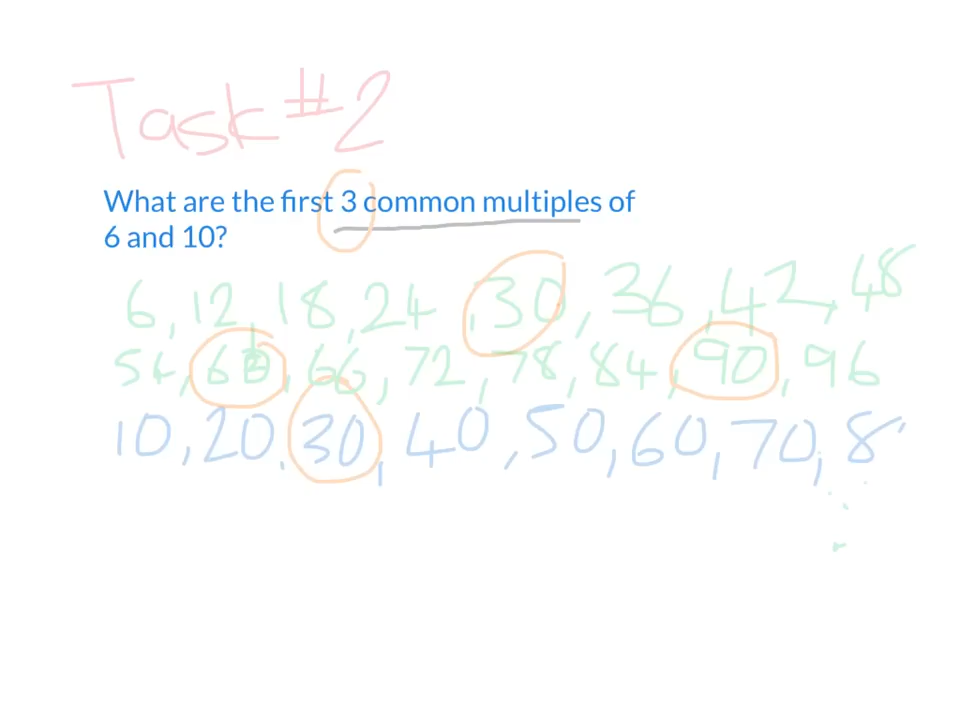 Task #2
What are the first 3 common multiples of
6 and 10?
6, 12, 18, 24, 30, 36, 42, 48
54, 60, 66, 72, 78, 84, 90, 96
10, 20, 30, 40, 50, 60, 70, 8